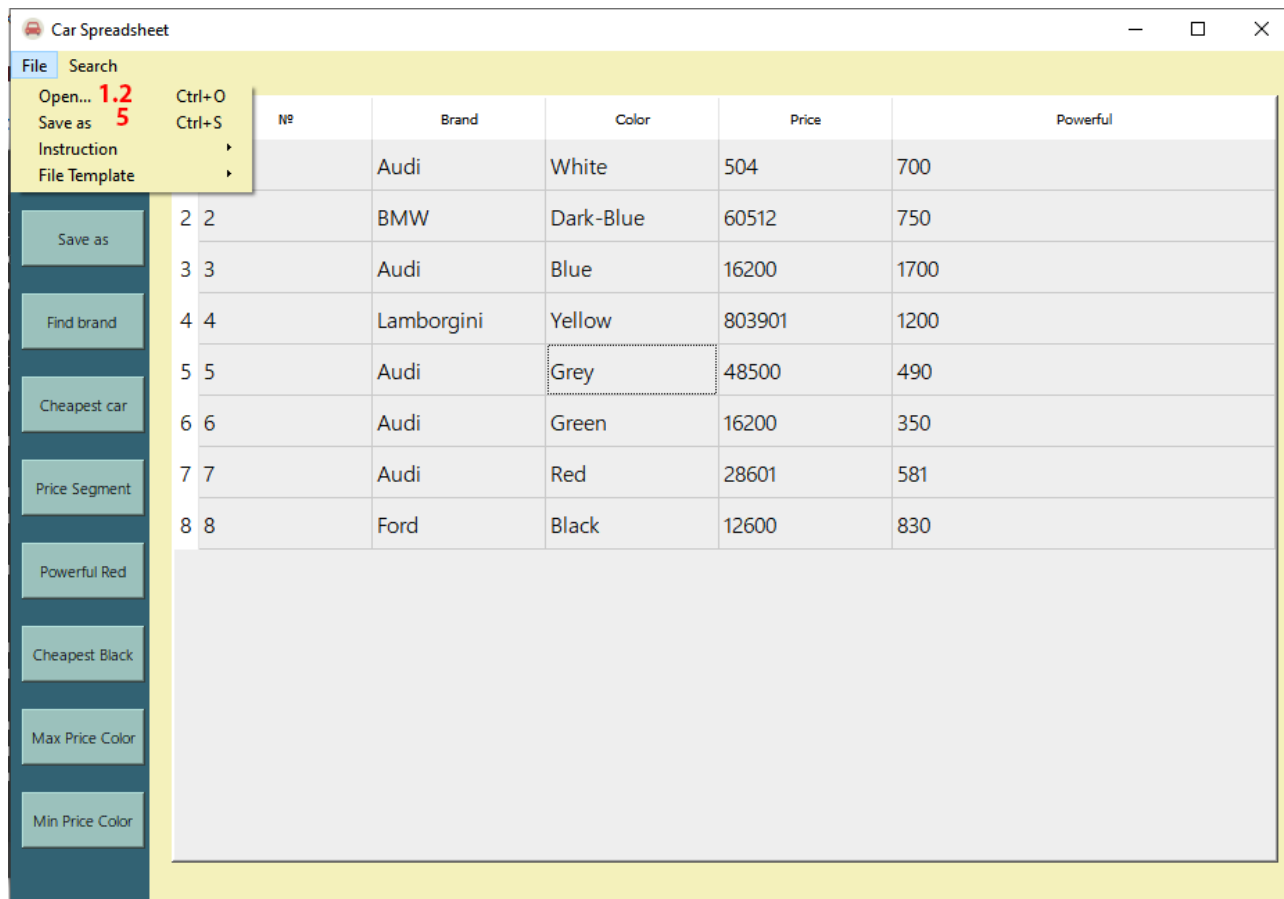 Car Spreadsheet
File Search
Open... 1.2 Ctrl+O
Save as 5 Ctrl+S
Instruction
File Template
Nº Brand Color Price Powerful
Audi White 504 700
2 2 BMW Dark-Blue 60512 750
3 3 Audi Blue 16200 1700
4 4 Lamborgini Yellow 803901 1200
5 5 Audi Grey 48500 490
6 6 Audi Green 16200 350
7 7 Audi Red 28601 581
8 8 Ford Black 12600 830
Save as
Find brand
Cheapest car
Price Segment
Powerful Red
Cheapest Black
Max Price Color
Min Price Color